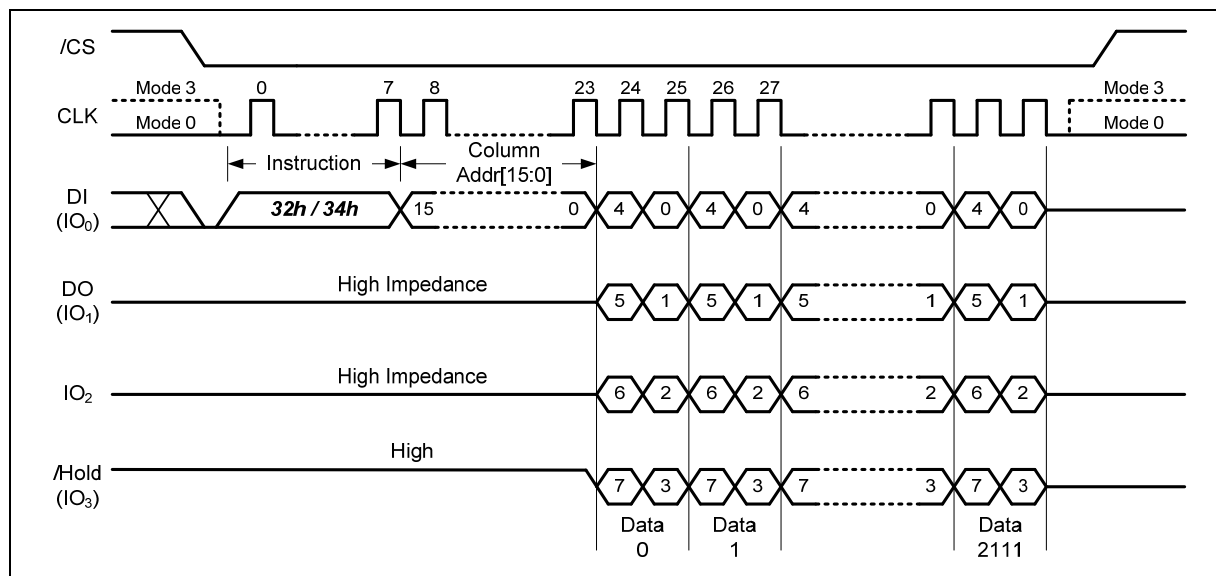 /CS
Mode 3
0
7
8
23
24
25
26
27
Mode 3
CLK
Mode 0
Mode 0
Instruction
Column
Addr[15:0]
DI
(IO0)
32h / 34h
15
0
4
0
4
0
4
0
4
0
DO
(IO1)
High Impedance
5
1
5
1
5
1
5
1
IO2
High Impedance
6
2
6
2
6
2
6
2
/Hold
(IO3)
High
7
3
7
3
7
3
7
3
Data
0
Data
1
Data
2111